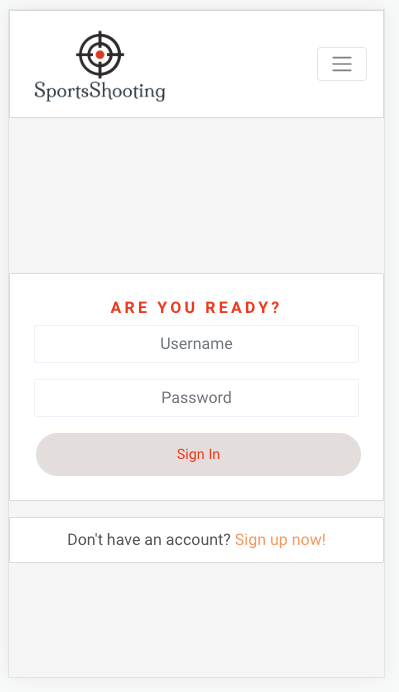 SportsShooting
ARE YOU READY?
Username
Password
Sign In
Don't have an account? Sign up now!